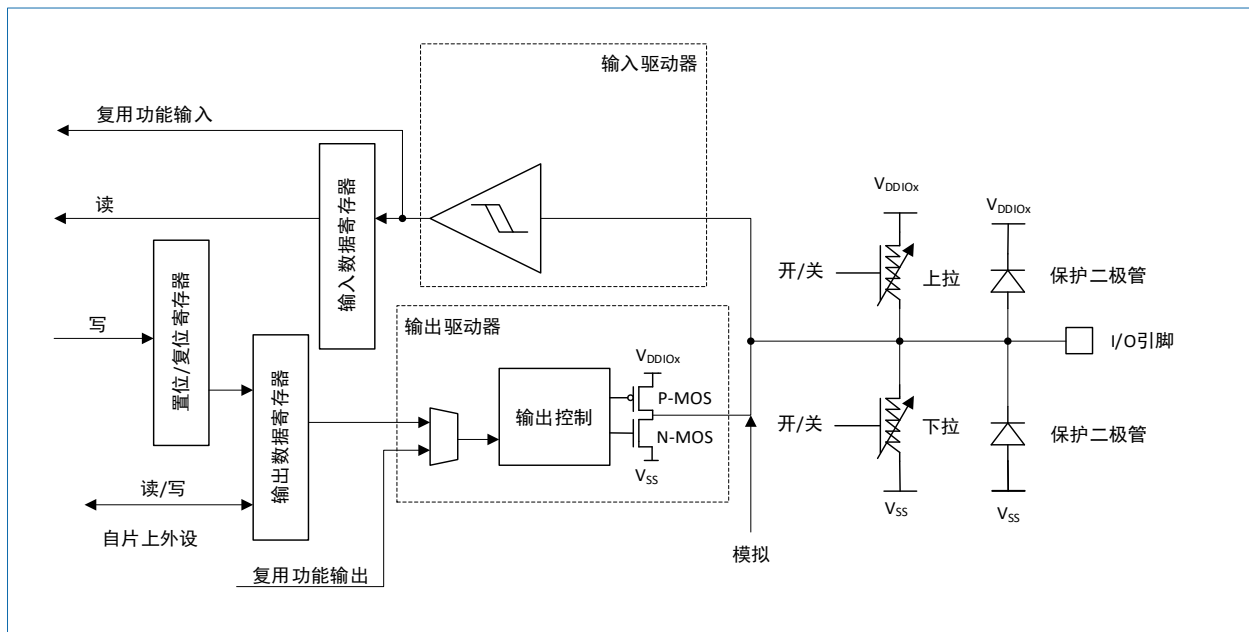 输入驱动器
复用功能输入
输入数据寄存器
读
V_DDIOx
V_DDIOx
开/关
上拉
保护二极管
写
置位/复位寄存器
输出数据寄存器
输出驱动器
V_DDIOx
P-MOS
输出控制
N-MOS
V_SS
I/O引脚
开/关
下拉
保护二极管
读/写
自片上外设
V_SS
V_SS
模拟
复用功能输出